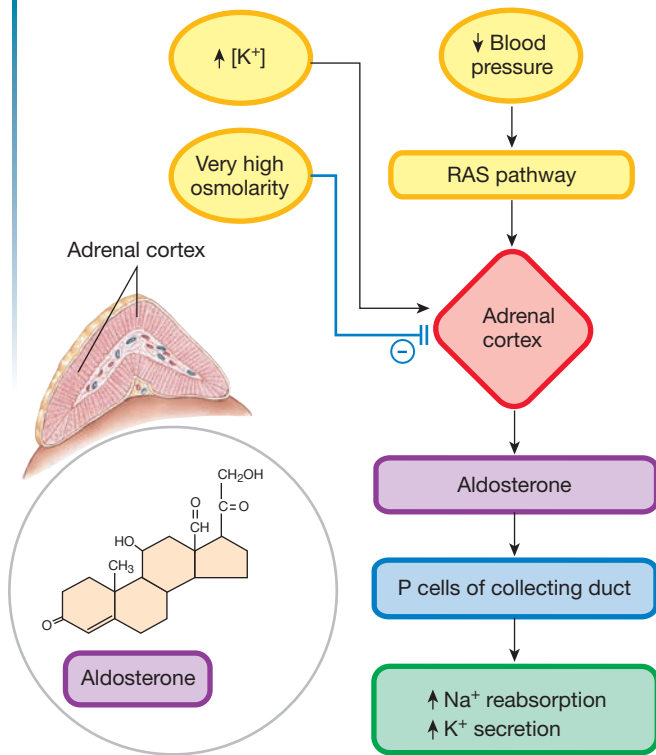 ↑ [K⁺]
↓ Blood
pressure
Very high
osmolarity
RAS pathway
Adrenal cortex
Adrenal
cortex
−
Aldosterone
P cells of collecting duct
↑ Na⁺ reabsorption
↑ K⁺ secretion
CH₂OH
O
C=O
CH
HO
CH₃
O
Aldosterone